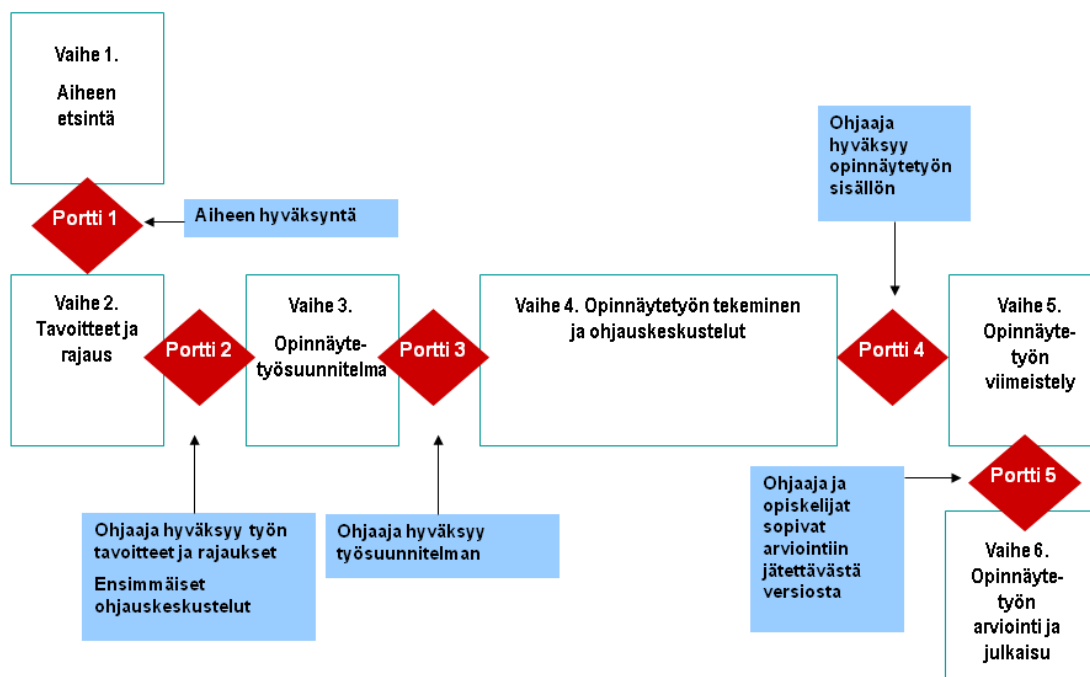 Vaihe 1.
Aiheen
etsintä
Portti 1
Aiheen hyväksyntä
Vaihe 2.
Tavoitteet ja
rajaus
Portti 2
Ohjaaja hyväksyy työn
tavoitteet ja rajaukset
Ensimmäiset
ohjauskeskustelut
Vaihe 3.
Opinnäyte-
työsuunnitelma
Portti 3
Ohjaaja hyväksyy
työsuunnitelman
Vaihe 4. Opinnäytetyön tekeminen
ja ohjauskeskustelut
Ohjaaja
hyväksyy
opinnäytetyön
sisällön
Portti 4
Vaihe 5.
Opinnäyte-
työn
viimeistely
Portti 5
Ohjaaja ja
opiskelijat
sopivat
arviointiin
jätettävästä
versiosta
Vaihe 6.
Opinnäyte-
työn
arviointi ja
julkaisu